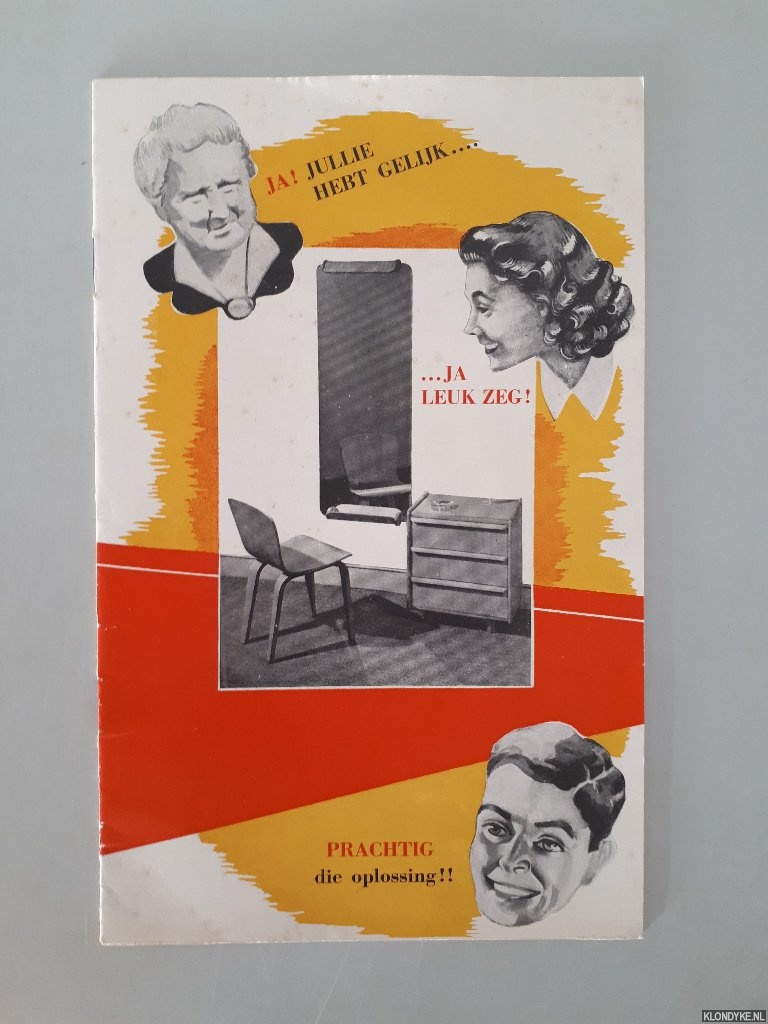 JA! JULLIE
HEBT GELIJK....
...JA
LEUK ZEG!
PRACHTIG
die oplossing!!
KLONDYKE.NL